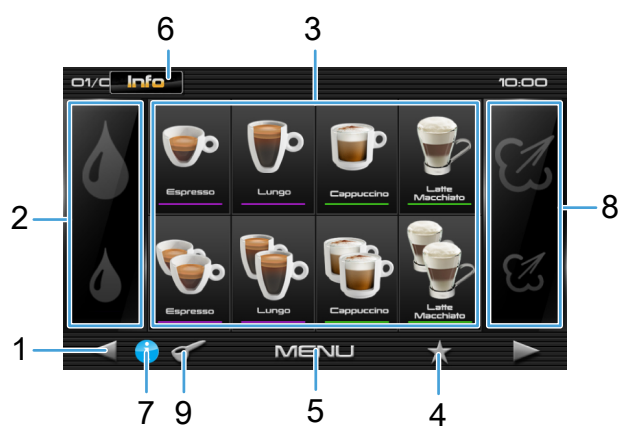 6
3
01/0 Info
10:00
Espresso
Lungo
Cappuccino
Latte
Macchiato
2
8
Espresso
Lungo
Cappuccino
Latte
Macchiato
1
MENU
7
9
5
4